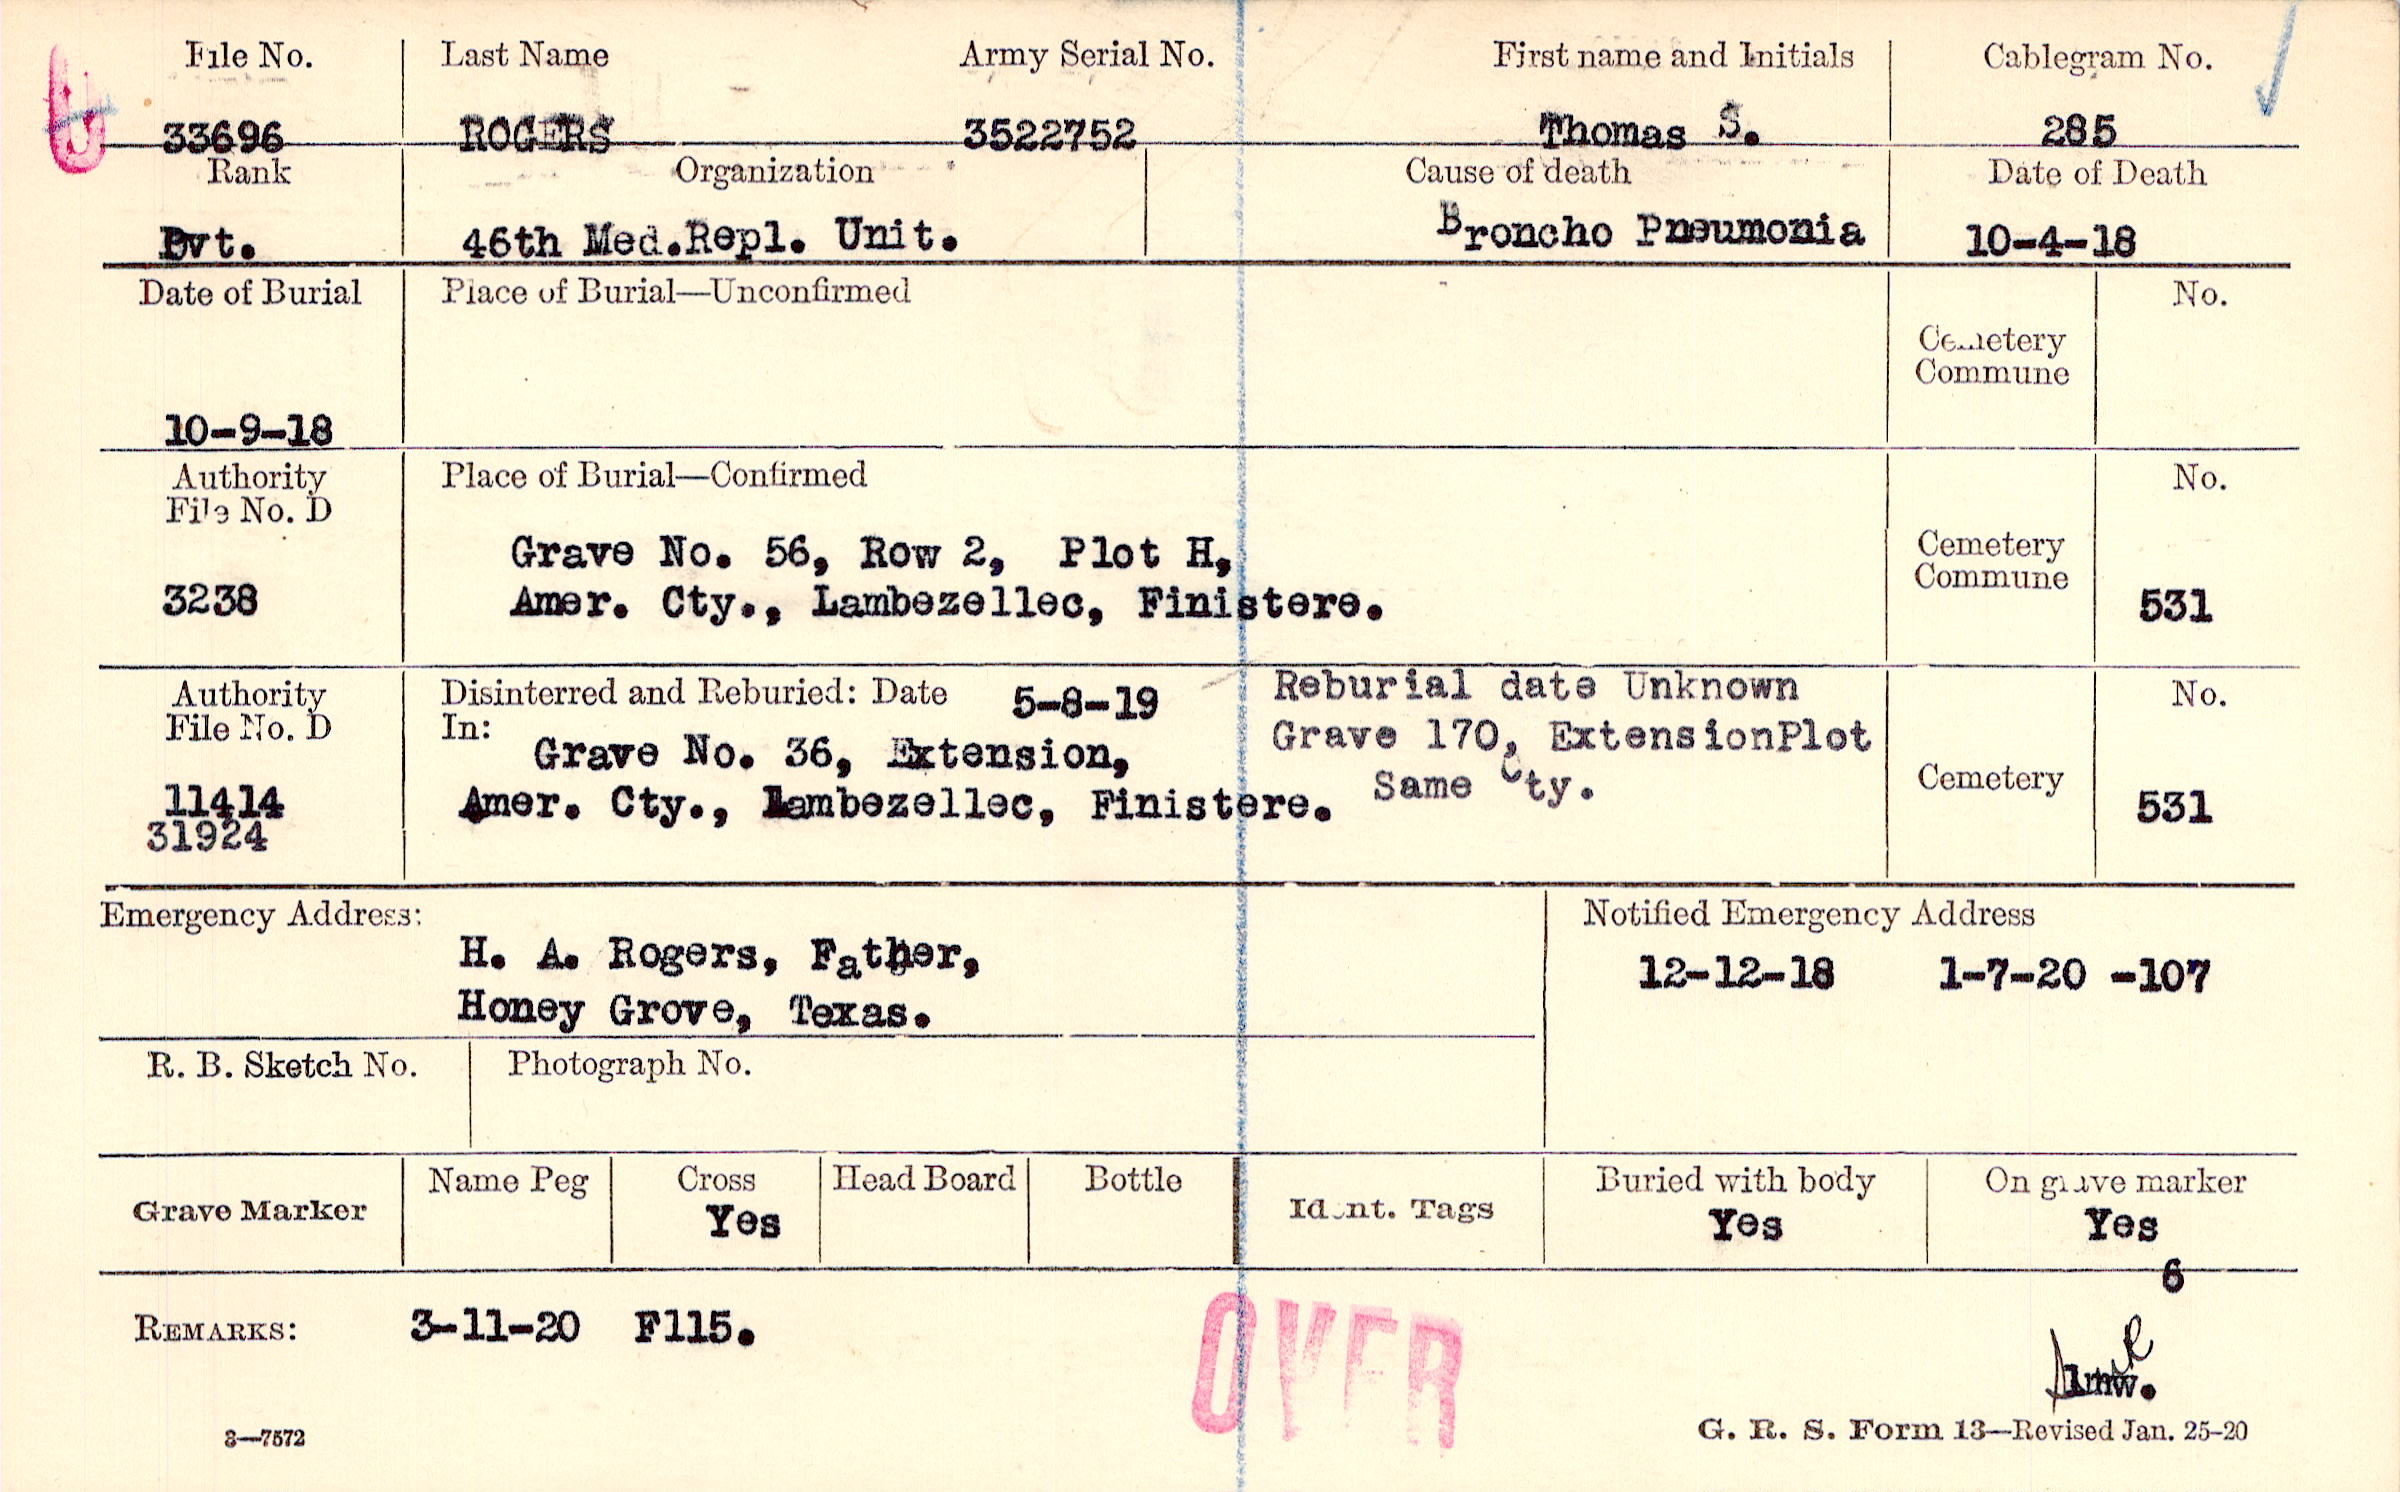 File No. Last Name Army Serial No. First name and Initials Cablegram No.
33696 ROGERS 3522752 Thomas S. 285
Rank Organization Cause of death Date of Death
Pvt. 46th Med.Repl. Unit. Broncho Pneumonia 10-4-18
Date of Burial Place of Burial—Unconfirmed No.
Cemetery
Commune
10-9-18
Authority Place of Burial—Confirmed No.
File No. D
Grave No. 56, Row 2, Plot H, Cemetery
Commune
3238 Amer. Cty., Lambezellec, Finistere. 531
Authority Disinterred and Reburied: Date 5-8-19 Reburial date Unknown No.
File No. D In:
Grave No. 36, Extension, Grave 170, ExtensionPlot
Same Cty. Cemetery
11414 Amer. Cty., Lambezellec, Finistere. 531
31924
Emergency Address: Notified Emergency Address
H. A. Rogers, Father, 12-12-18 1-7-20 -107
Honey Grove, Texas.
R. B. Sketch No. Photograph No.
Grave Marker Name Peg Cross Head Board Bottle Ident. Tags Buried with body On grave marker
Yes Yes Yes
6
REMARKS: 3-11-20 F115.
OVER
lmw.
3—7572 G. R. S. Form 13—Revised Jan. 25-20